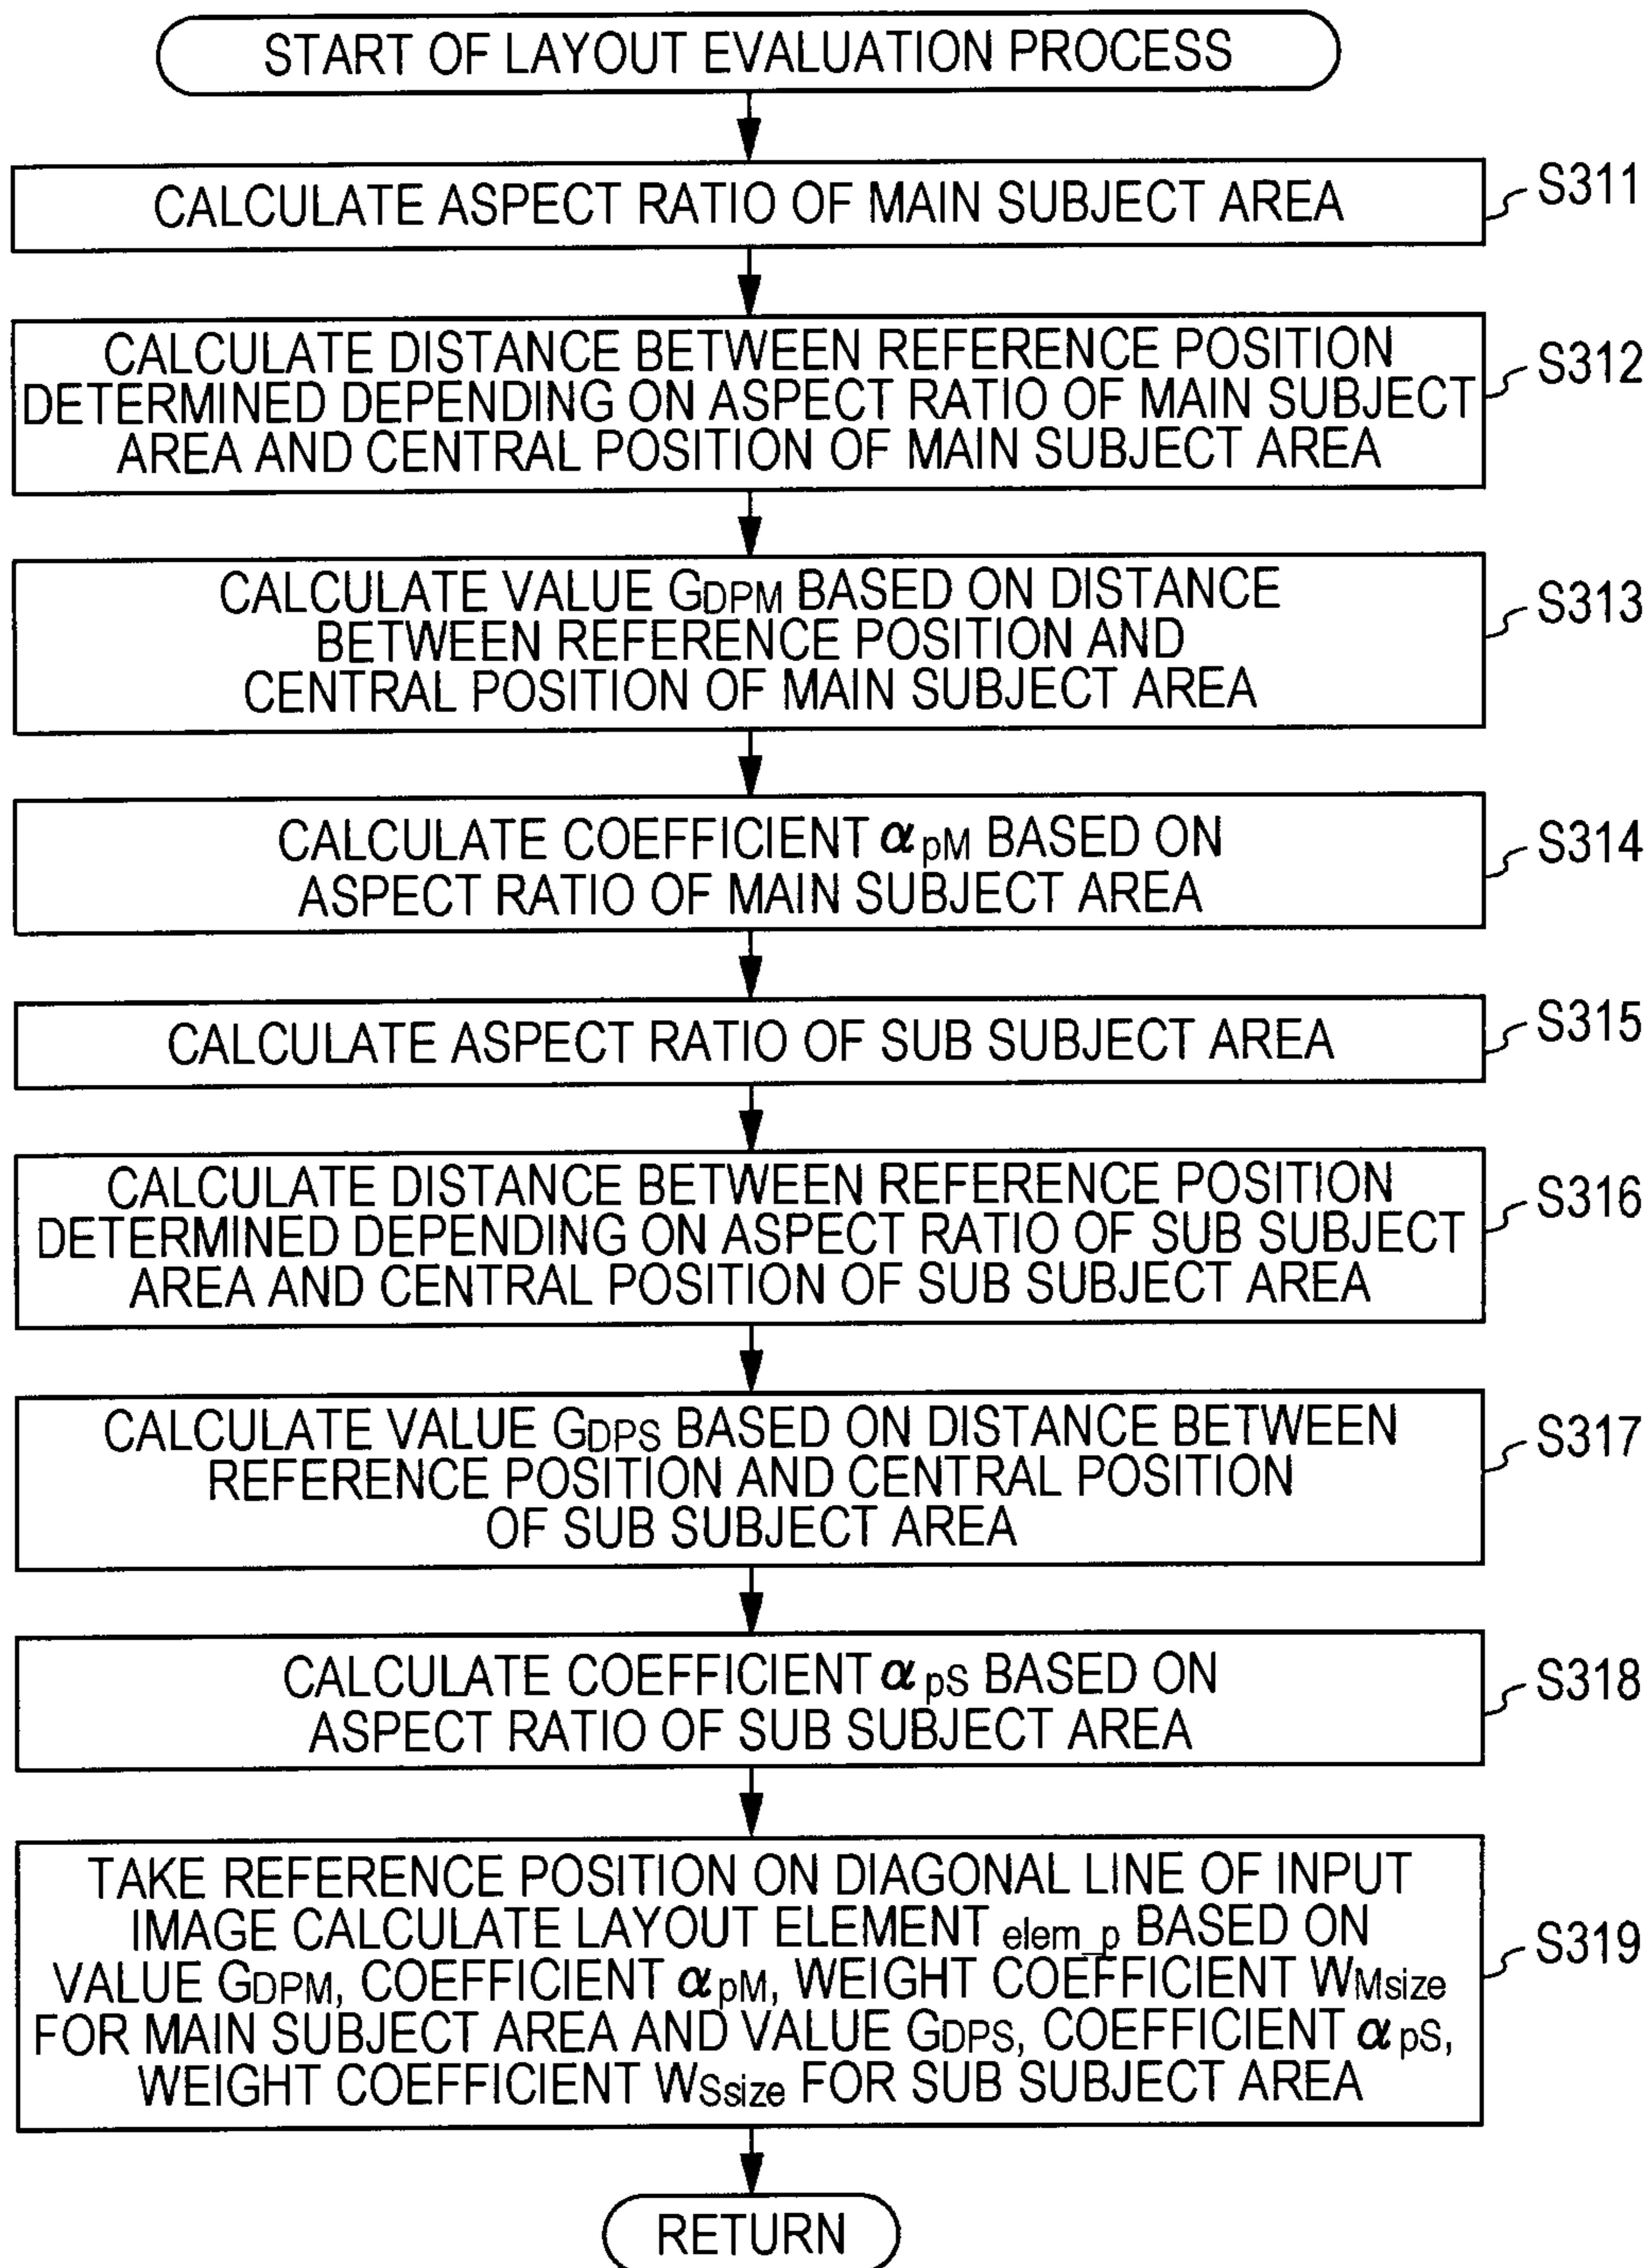 START OF LAYOUT EVALUATION PROCESS
CALCULATE ASPECT RATIO OF MAIN SUBJECT AREA
S311
CALCULATE DISTANCE BETWEEN REFERENCE POSITION
DETERMINED DEPENDING ON ASPECT RATIO OF MAIN SUBJECT
AREA AND CENTRAL POSITION OF MAIN SUBJECT AREA
S312
CALCULATE VALUE GDPM BASED ON DISTANCE
BETWEEN REFERENCE POSITION AND
CENTRAL POSITION OF MAIN SUBJECT AREA
S313
CALCULATE COEFFICIENT αpM BASED ON
ASPECT RATIO OF MAIN SUBJECT AREA
S314
CALCULATE ASPECT RATIO OF SUB SUBJECT AREA
S315
CALCULATE DISTANCE BETWEEN REFERENCE POSITION
DETERMINED DEPENDING ON ASPECT RATIO OF SUB SUBJECT
AREA AND CENTRAL POSITION OF SUB SUBJECT AREA
S316
CALCULATE VALUE GDPS BASED ON DISTANCE BETWEEN
REFERENCE POSITION AND CENTRAL POSITION
OF SUB SUBJECT AREA
S317
CALCULATE COEFFICIENT αpS BASED ON
ASPECT RATIO OF SUB SUBJECT AREA
S318
TAKE REFERENCE POSITION ON DIAGONAL LINE OF INPUT
IMAGE CALCULATE LAYOUT ELEMENT elem_p BASED ON
VALUE GDPM, COEFFICIENT αpM, WEIGHT COEFFICIENT WMsize
FOR MAIN SUBJECT AREA AND VALUE GDPS, COEFFICIENT αpS,
WEIGHT COEFFICIENT WSsize FOR SUB SUBJECT AREA
S319
RETURN